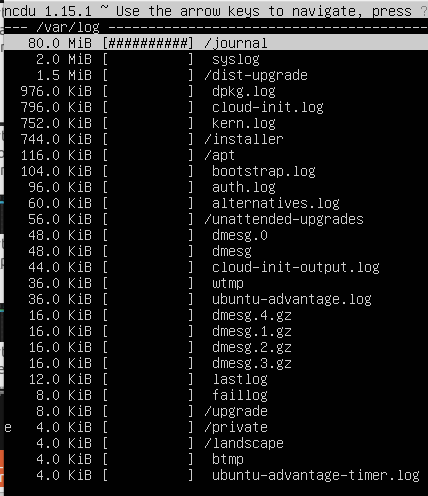 ncdu 1.15.1 ~ Use the arrow keys to navigate, press ?
--- /var/log ---
80.0 MiB [##########] /journal
2.0 MiB [          ]  syslog
1.5 MiB [          ] /dist-upgrade
976.0 KiB [          ]  dpkg.log
796.0 KiB [          ]  cloud-init.log
752.0 KiB [          ]  kern.log
744.0 KiB [          ] /installer
116.0 KiB [          ] /apt
104.0 KiB [          ]  bootstrap.log
96.0 KiB [          ]  auth.log
60.0 KiB [          ]  alternatives.log
56.0 KiB [          ] /unattended-upgrades
48.0 KiB [          ]  dmesg.0
48.0 KiB [          ]  dmesg
44.0 KiB [          ]  cloud-init-output.log
36.0 KiB [          ]  wtmp
36.0 KiB [          ]  ubuntu-advantage.log
16.0 KiB [          ]  dmesg.4.gz
16.0 KiB [          ]  dmesg.1.gz
16.0 KiB [          ]  dmesg.2.gz
16.0 KiB [          ]  dmesg.3.gz
12.0 KiB [          ]  lastlog
8.0 KiB [          ]  faillog
8.0 KiB [          ] /upgrade
e 4.0 KiB [          ] /private
4.0 KiB [          ] /landscape
4.0 KiB [          ]  btmp
4.0 KiB [          ]  ubuntu-advantage-timer.log